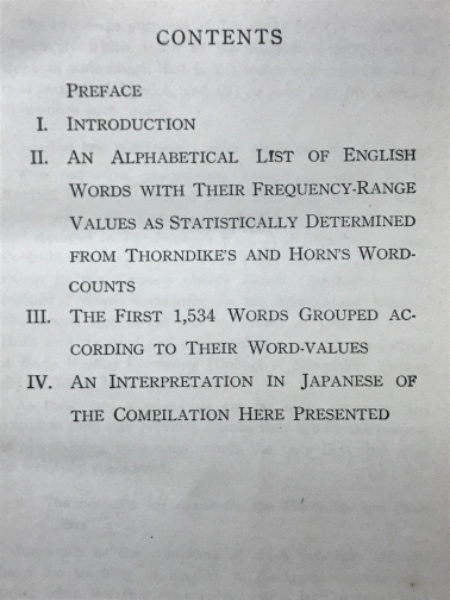 CONTENTS
PREFACE
I. INTRODUCTION
II. AN ALPHABETICAL LIST OF ENGLISH
WORDS WITH THEIR FREQUENCY-RANGE
VALUES AS STATISTICALLY DETERMINED
FROM THORNDIKE'S AND HORN'S WORD-
COUNTS
III. THE FIRST 1,534 WORDS GROUPED AC-
CORDING TO THEIR WORD-VALUES
IV. AN INTERPRETATION IN JAPANESE OF
THE COMPILATION HERE PRESENTED